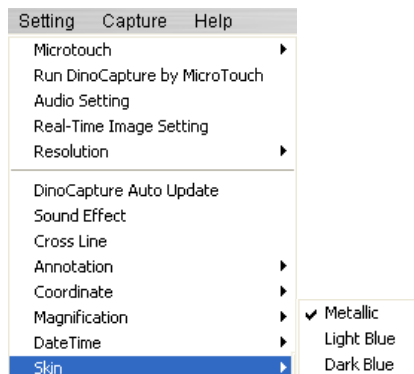 Setting Capture Help
Microtouch
Run DinoCapture by MicroTouch
Audio Setting
Real-Time Image Setting
Resolution
DinoCapture Auto Update
Sound Effect
Cross Line
Annotation
Coordinate
Magnification
DateTime
Skin
Metallic
Light Blue
Dark Blue